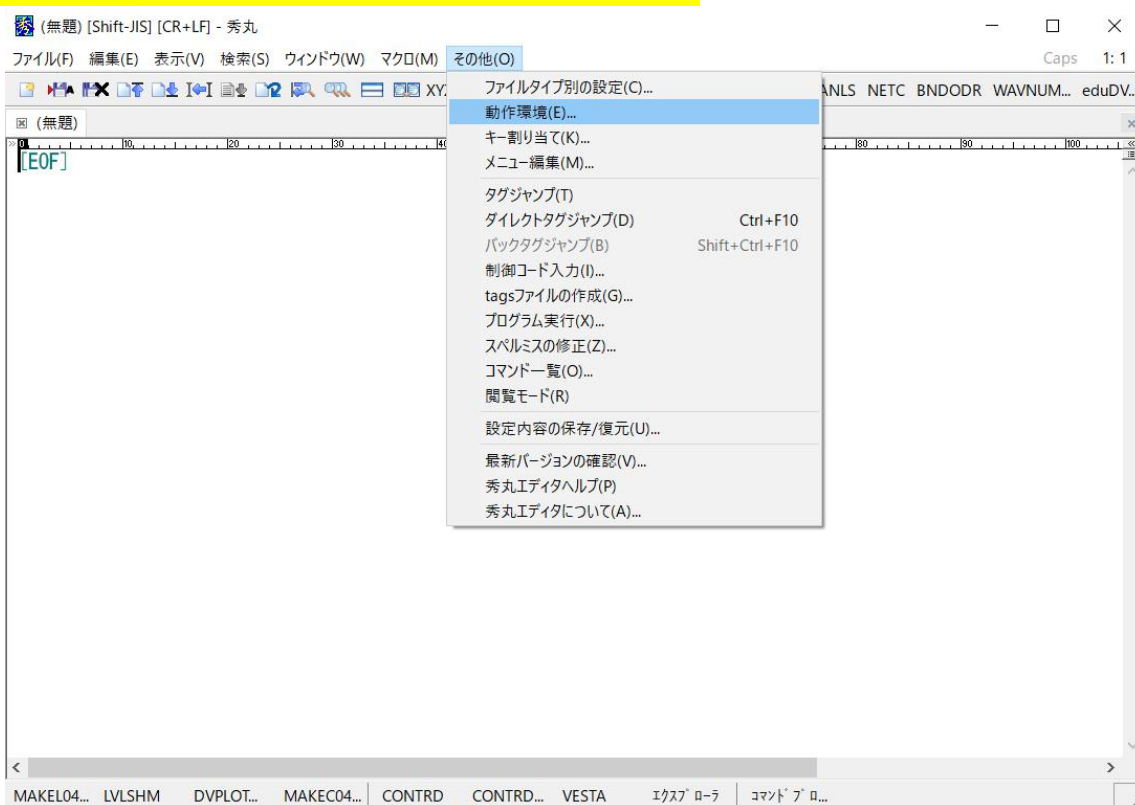 (無題) [Shift-JIS] [CR+LF] - 秀丸
ファイル(F) 編集(E) 表示(V) 検索(S) ウィンドウ(W) マクロ(M) その他(O) Caps 1: 1
XY ANLS NETC BNDODR WAVNUM... eduDV...
(無題)
0 10 20 30 40 80 90 100
[EOF]
ファイルタイプ別の設定(C)...
動作環境(E)...
キー割り当て(K)...
メニュー編集(M)...
タグジャンプ(T)
ダイレクトタグジャンプ(D) Ctrl+F10
バックタグジャンプ(B) Shift+Ctrl+F10
制御コード入力(I)...
tagsファイルの作成(G)...
プログラム実行(X)...
スペルミスの修正(Z)...
コマンド一覧(O)...
閲覧モード(R)
設定内容の保存/復元(U)...
最新バージョンの確認(V)...
秀丸エディタヘルプ(P)
秀丸エディタについて(A)...
MAKEL04... LVLSHM DVPLOT... MAKEC04... CONTRD CONTRD... VESTA ｴｸｽﾌﾟﾛｰﾗ ｺﾏﾝﾄﾞﾌﾟﾛ...